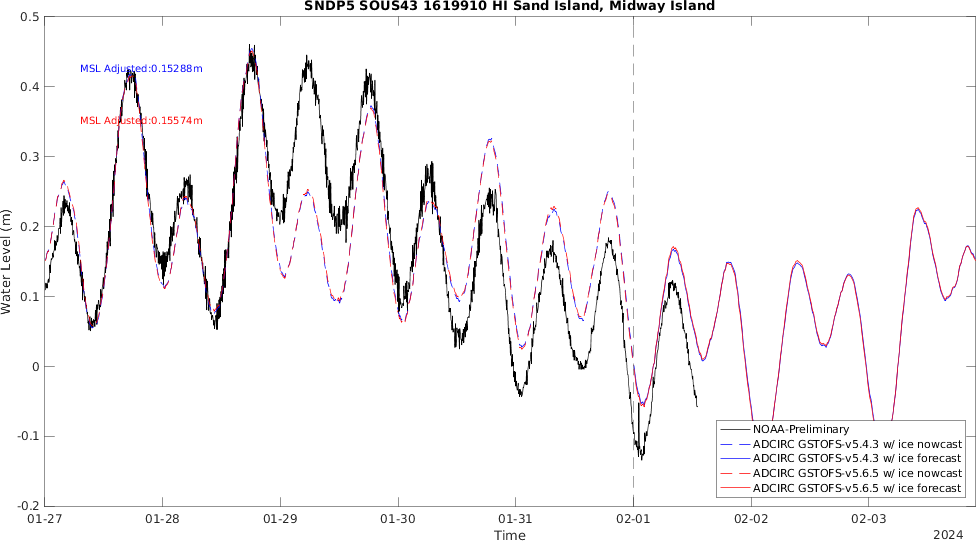 SNDP5 SOUS43 1619910 HI Sand Island, Midway Island
0.5
0.4
0.3
0.2
0.1
0
-0.1
-0.2
Water Level (m)
MSL Adjusted:0.15288m
MSL Adjusted:0.15574m
NOAA-Preliminary
ADCIRC GSTOFS-v5.4.3 w/ ice nowcast
ADCIRC GSTOFS-v5.4.3 w/ ice forecast
ADCIRC GSTOFS-v5.6.5 w/ ice nowcast
ADCIRC GSTOFS-v5.6.5 w/ ice forecast
01-27 01-28 01-29 01-30 01-31 02-01 02-02 02-03
Time
2024